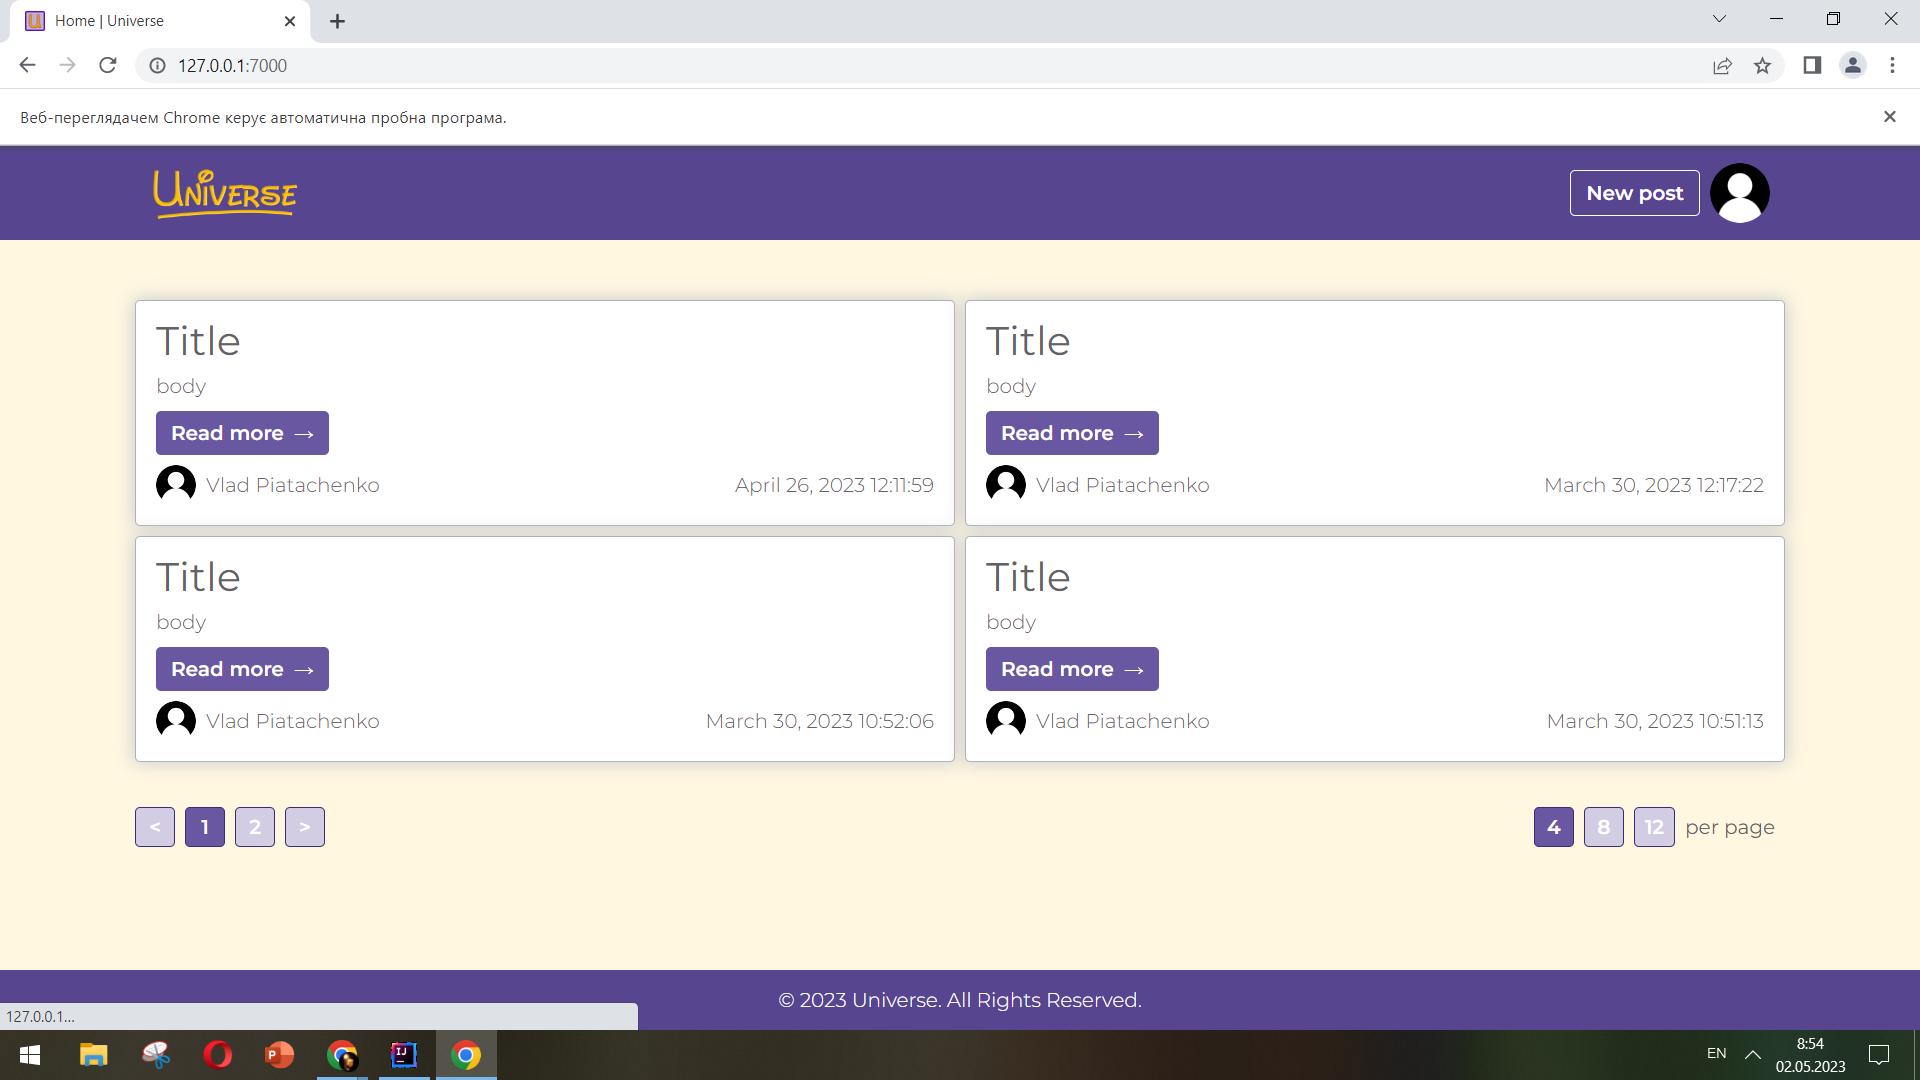 Home | Universe
127.0.0.1:7000
Веб-переглядачем Chrome керує автоматична пробна програма.
Universe
New post
Title
body
Read more →
Vlad Piatachenko
April 26, 2023 12:11:59
Title
body
Read more →
Vlad Piatachenko
March 30, 2023 12:17:22
Title
body
Read more →
Vlad Piatachenko
March 30, 2023 10:52:06
Title
body
Read more →
Vlad Piatachenko
March 30, 2023 10:51:13
< 1 2 >
4 8 12 per page
© 2023 Universe. All Rights Reserved.
127.0.0.1...
EN
8:54
02.05.2023